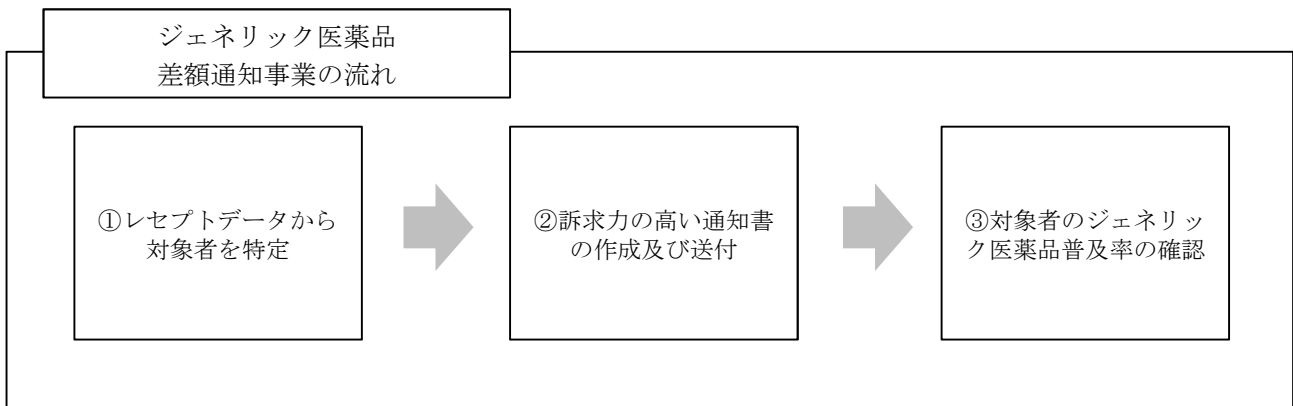 ジェネリック医薬品
差額通知事業の流れ
①レセプトデータから
対象者を特定
②訴求力の高い通知書
の作成及び送付
③対象者のジェネリッ
ク医薬品普及率の確認